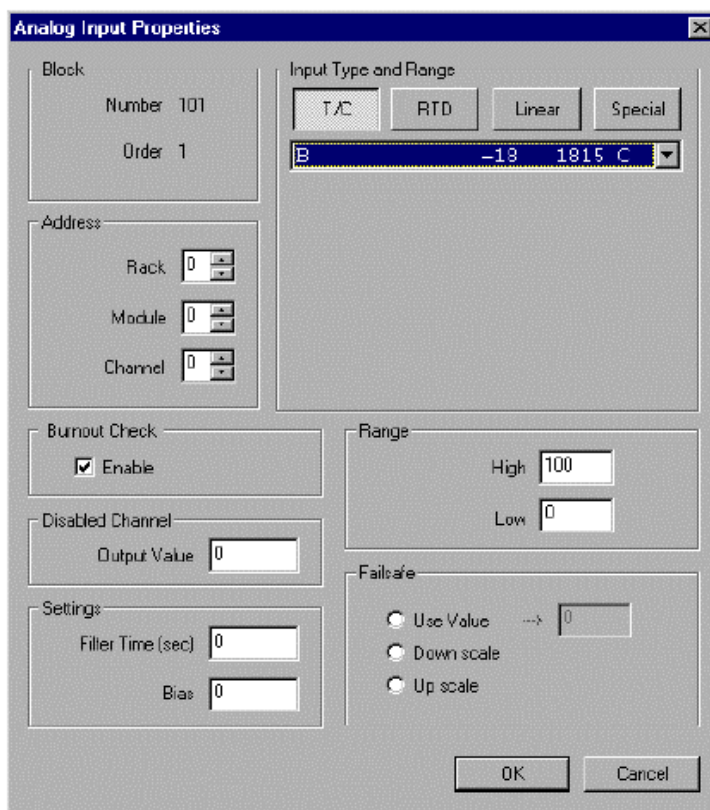 Analog Input Properties
Block
Number 101
Order 1
Input Type and Range
T/C
RTD
Linear
Special
B -18 1815 C
Address
Rack 0
Module 0
Channel 0
Burnout Check
Enable
Range
High 100
Low 0
Disabled Channel
Output Value 0
Settings
Filter Time (sec) 0
Bias 0
Failsafe
Use Value ---> 0
Down scale
Up scale
OK
Cancel